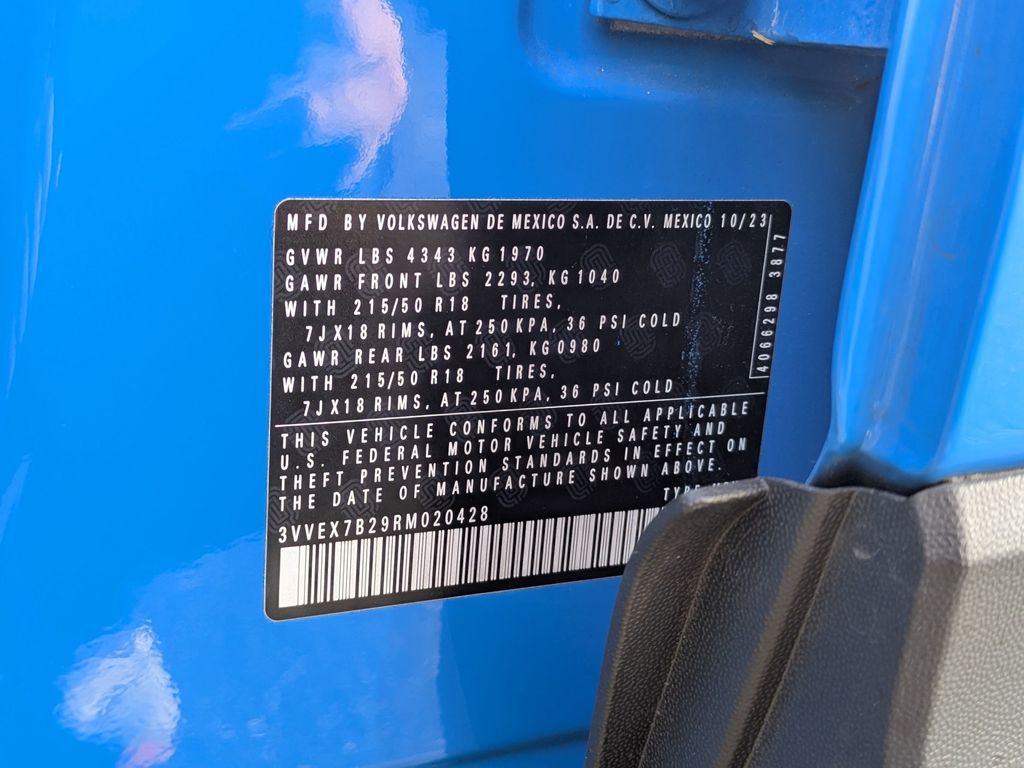 MFD BY VOLKSWAGEN DE MEXICO S.A. DE C.V. MEXICO 10/23
GVWR LBS 4343 KG 1970
GAWR FRONT LBS 2293, KG 1040
WITH 215/50 R18 TIRES,
7JX18 RIMS, AT 250 KPA, 36 PSI COLD
GAWR REAR LBS 2161, KG 0980
WITH 215/50 R18 TIRES,
7JX18 RIMS, AT 250 KPA, 36 PSI COLD
4066298 3877
THIS VEHICLE CONFORMS TO ALL APPLICABLE
U.S. FEDERAL MOTOR VEHICLE SAFETY AND
THEFT PREVENTION STANDARDS IN EFFECT ON
THE DATE OF MANUFACTURE SHOWN ABOVE.
3VVEX7B29RM020428